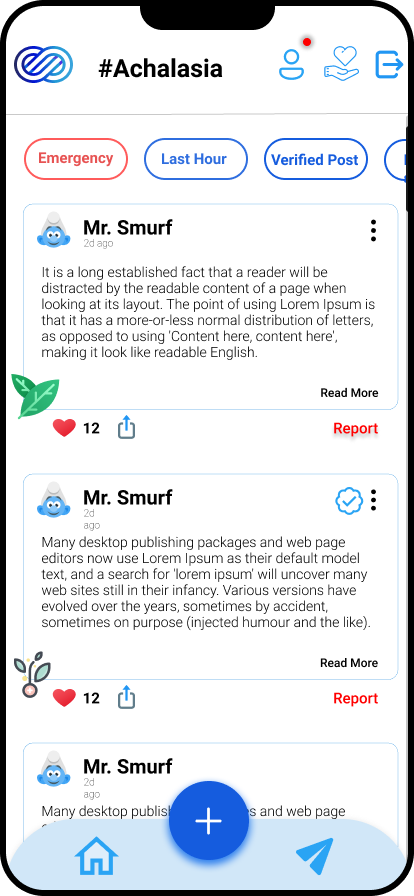 #Achalasia
Emergency
Last Hour
Verified Post
Mr. Smurf
2d ago
It is a long established fact that a reader will be
distracted by the readable content of a page when
looking at its layout. The point of using Lorem Ipsum is
that it has a more-or-less normal distribution of letters,
as opposed to using 'Content here, content here',
making it look like readable English.
Read More
12
Report
Mr. Smurf
2d
ago
Many desktop publishing packages and web page
editors now use Lorem Ipsum as their default model
text, and a search for 'lorem ipsum' will uncover many
web sites still in their infancy. Various versions have
evolved over the years, sometimes by accident,
sometimes on purpose (injected humour and the like).
Read More
12
Report
Mr. Smurf
2d
ago
Many desktop and web page